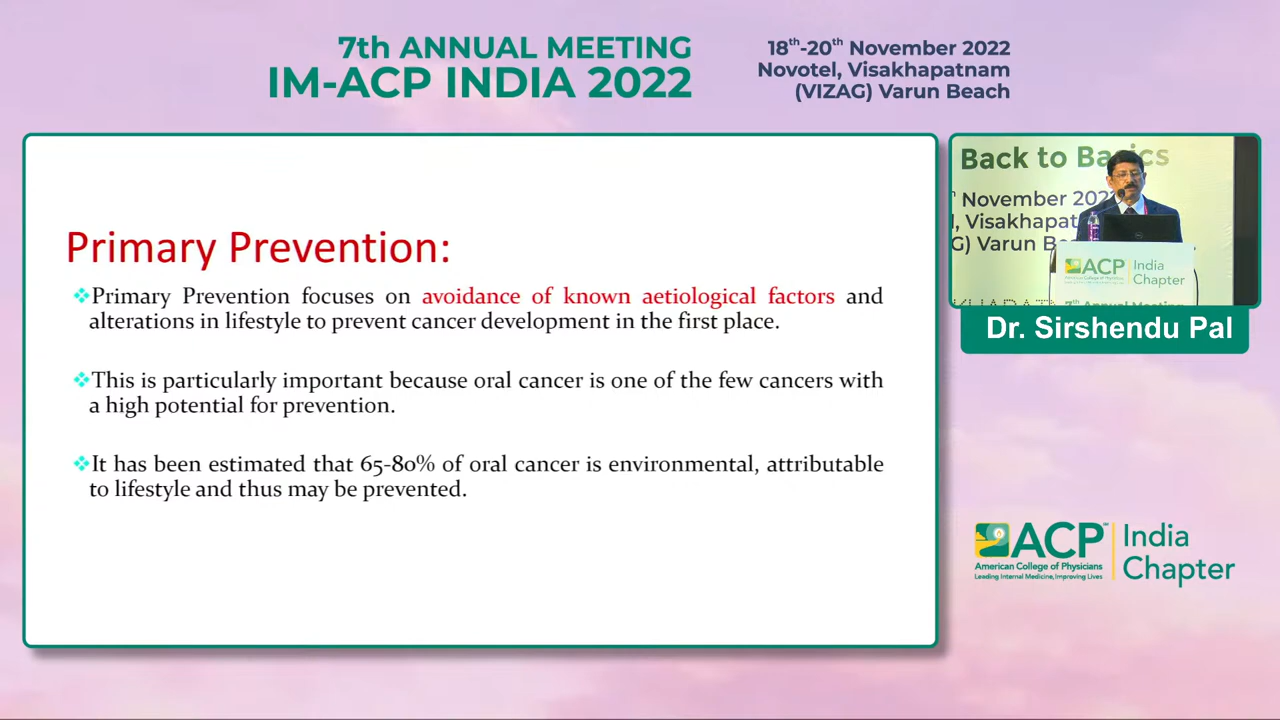 7th ANNUAL MEETING
IM-ACP INDIA 2022
18th-20th November 2022
Novotel, Visakhapatnam
(VIZAG) Varun Beach
Primary Prevention:
Primary Prevention focuses on avoidance of known aetiological factors and
alterations in lifestyle to prevent cancer development in the first place.
This is particularly important because oral cancer is one of the few cancers with
a high potential for prevention.
It has been estimated that 65-80% of oral cancer is environmental, attributable
to lifestyle and thus may be prevented.
Back to Basics
November 202
Visakhapat
G) Varun Be
ACP India
Chapter
7th Annual Meeting
Dr. Sirshendu Pal
ACP India
American College of Physicians Chapter
Leading Internal Medicine, Improving Lives